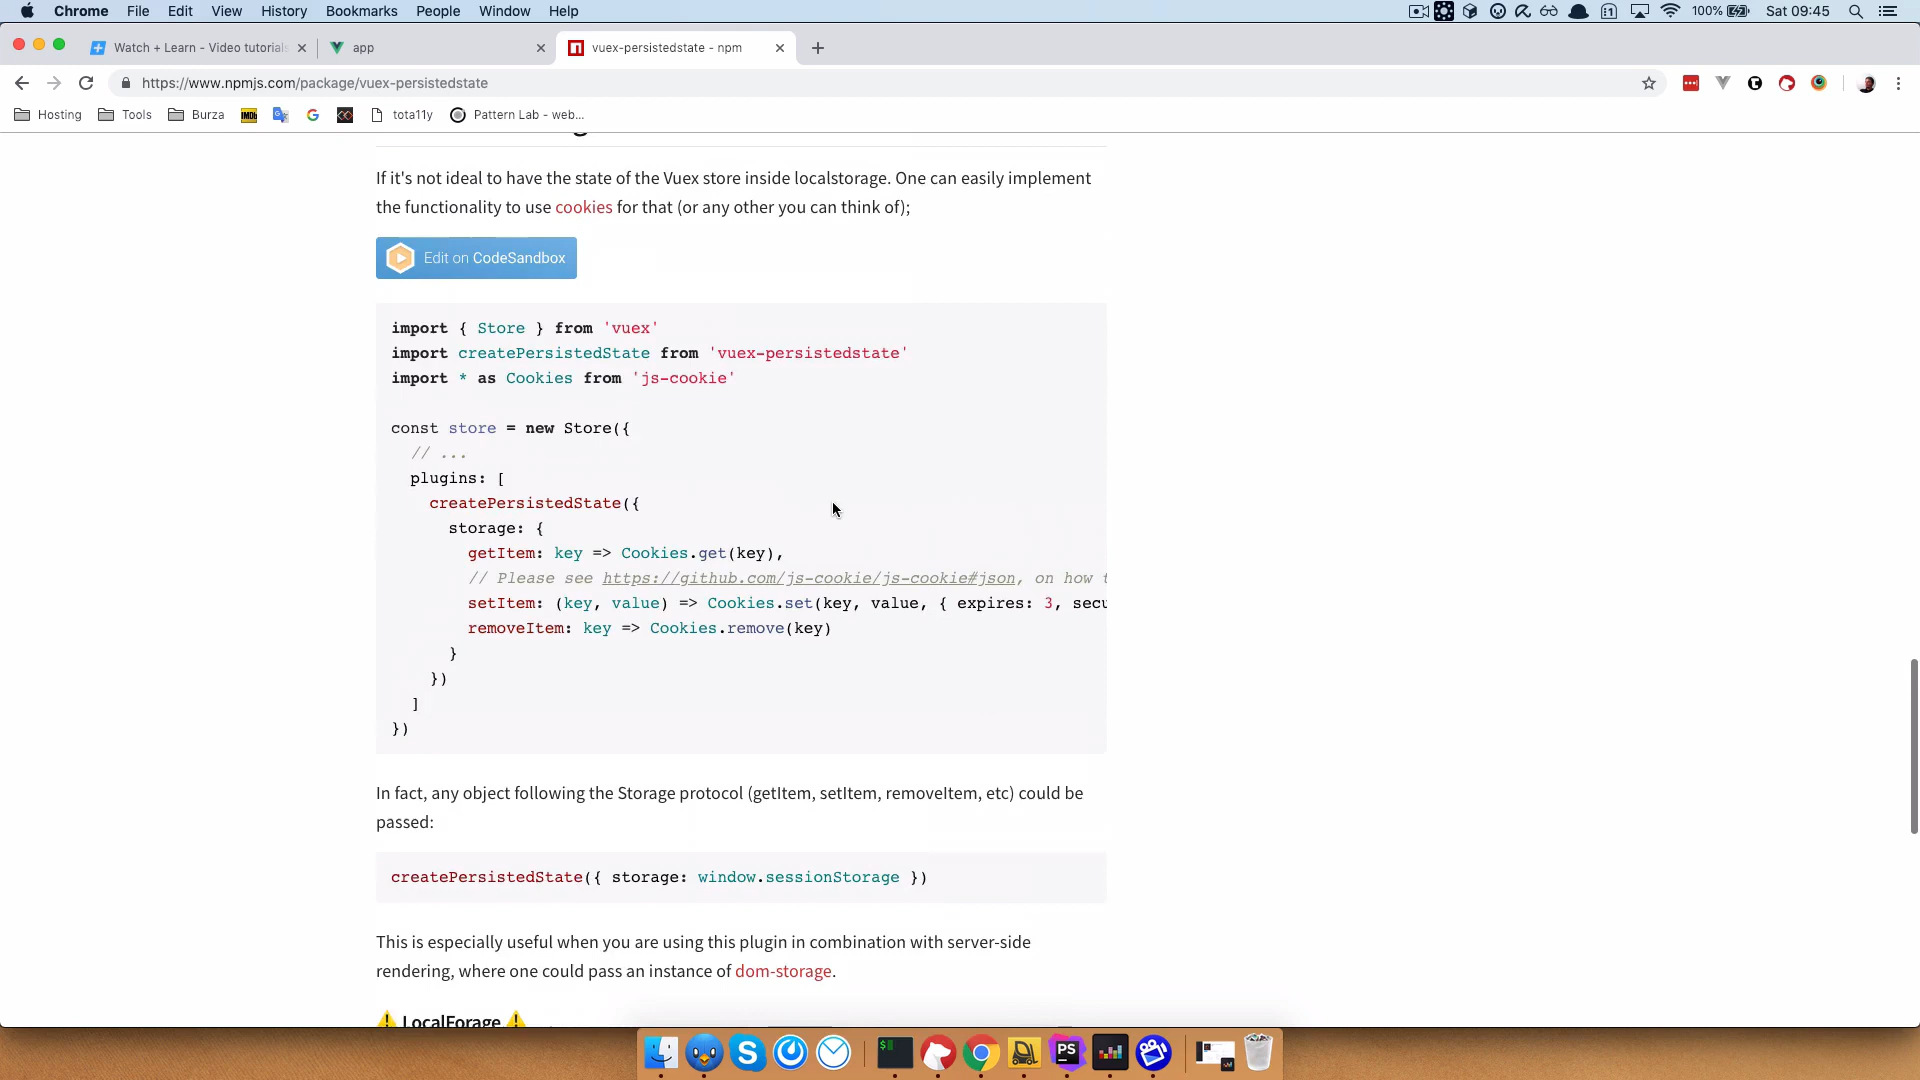 Chrome File Edit View History Bookmarks People Window Help 100% Sat 09:45
Watch + Learn - Video tutorials app vuex-persistedstate - npm
https://www.npmjs.com/package/vuex-persistedstate
Hosting Tools Burza IMDb tota11y Pattern Lab - web...
If it's not ideal to have the state of the Vuex store inside localstorage. One can easily implement
the functionality to use cookies for that (or any other you can think of);
Edit on CodeSandbox
import { Store } from 'vuex'
import createPersistedState from 'vuex-persistedstate'
import * as Cookies from 'js-cookie'
const store = new Store({
// ...
plugins: [
createPersistedState({
storage: {
getItem: key => Cookies.get(key),
// Please see https://github.com/js-cookie/js-cookie#json, on how t
setItem: (key, value) => Cookies.set(key, value, { expires: 3, secu
removeItem: key => Cookies.remove(key)
}
})
]
})
In fact, any object following the Storage protocol (getItem, setItem, removeItem, etc) could be
passed:
createPersistedState({ storage: window.sessionStorage })
This is especially useful when you are using this plugin in combination with server-side
rendering, where one could pass an instance of dom-storage.
⚠️ LocalForage ⚠️